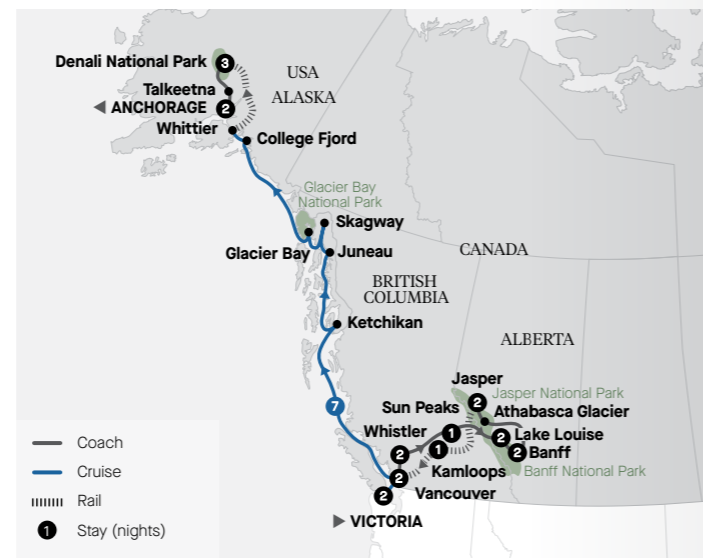 Denali National Park
3
USA
ALASKA
Talkeetna
ANCHORAGE
2
Whittier
College Fjord
Glacier Bay
National Park
Skagway
Glacier Bay
Juneau
CANADA
BRITISH
COLUMBIA
Ketchikan
ALBERTA
7
Jasper
2
Jasper National Park
Sun Peaks
Athabasca Glacier
Whistler
1
2
Lake Louise
2
1
2
Banff
Kamloops
Banff National Park
2
Vancouver
2
VICTORIA
Coach
Cruise
Rail
1
Stay (nights)